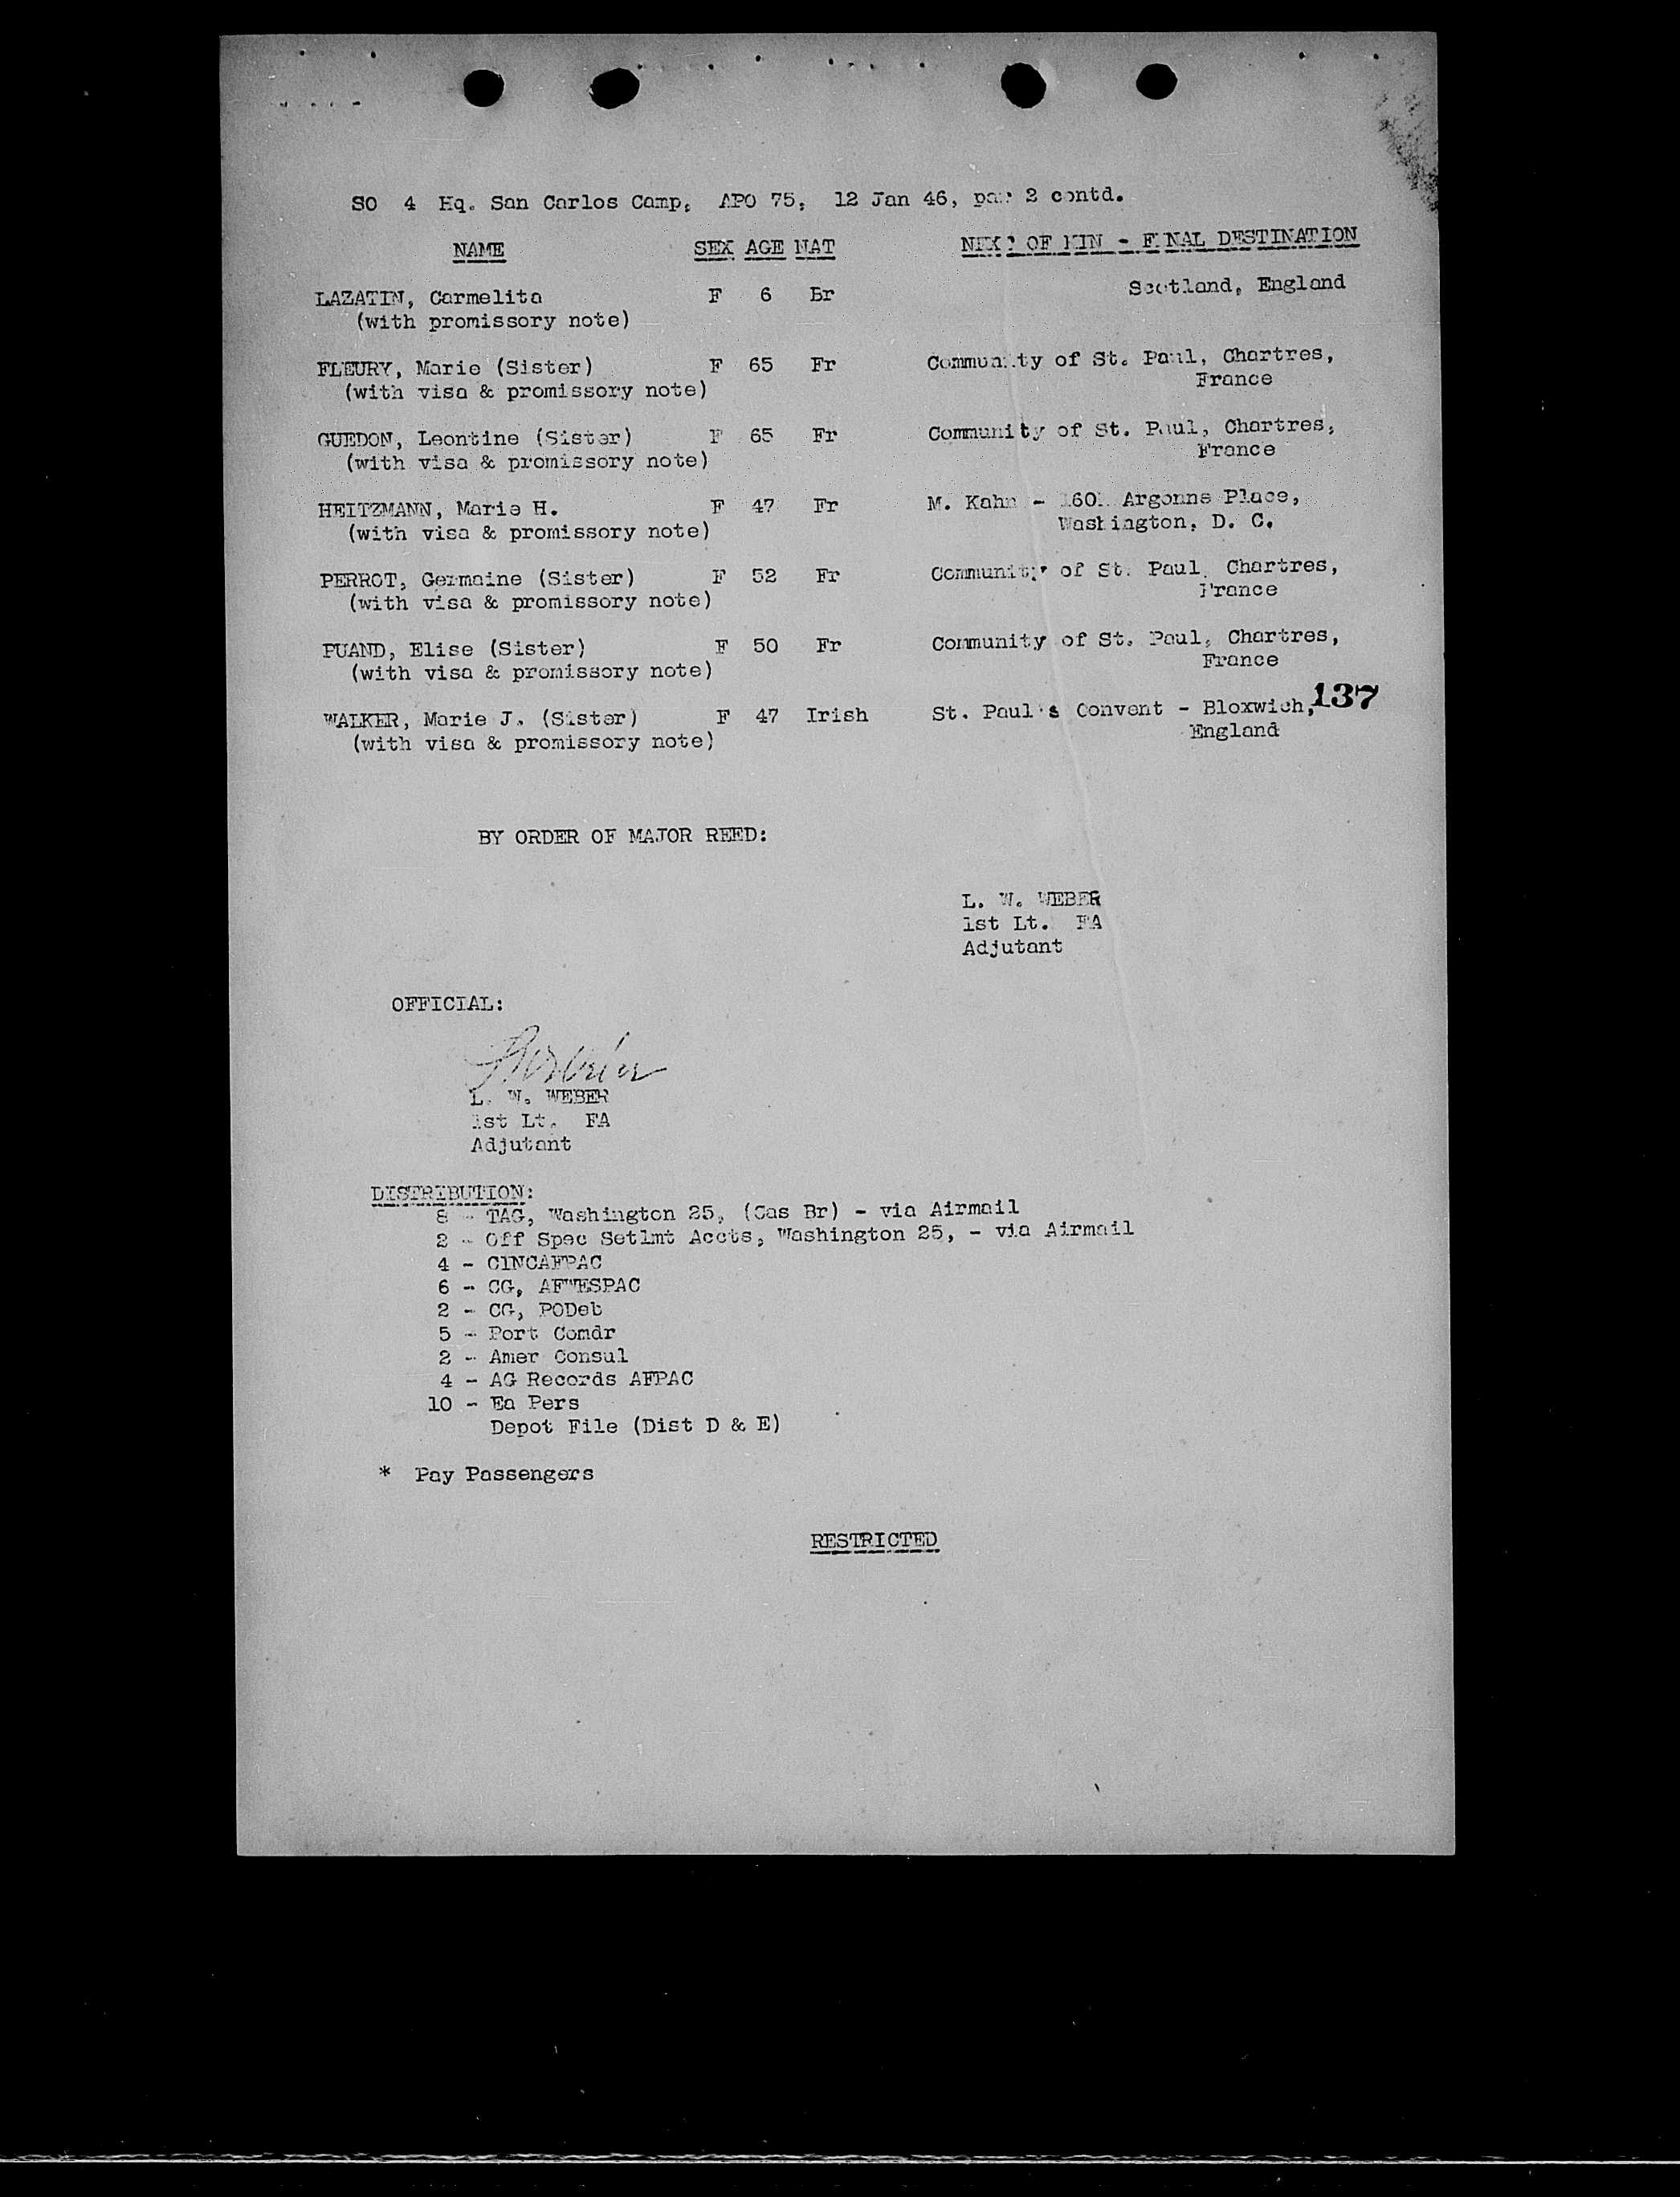 SO 4 Hq. San Carlos Camp, APO 75, 12 Jan 46, par 2 contd.
NAME SEX AGE NAT NEXT OF KIN - FINAL DESTINATION
LAZATIN, Carmelita F 6 Br Scotland, England
(with promissory note)
FLEURY, Marie (Sister) F 65 Fr Community of St. Paul, Chartres,
(with visa & promissory note) France
GUEDON, Leontine (Sister) F 65 Fr Community of St. Paul, Chartres,
(with visa & promissory note) France
HEITZMANN, Marie H. F 47 Fr M. Kahn - 1601 Argonne Place,
(with visa & promissory note) Washington, D. C.
PERROT, Germaine (Sister) F 52 Fr Community of St. Paul, Chartres,
(with visa & promissory note) France
PUAND, Elise (Sister) F 50 Fr Community of St. Paul, Chartres,
(with visa & promissory note) France
WALKER, Marie J. (Sister) F 47 Irish St. Paul's Convent - Bloxwich, 137
(with visa & promissory note) England
BY ORDER OF MAJOR REED:
L. W. WEBER
1st Lt. FA
Adjutant
OFFICIAL:
L. W. WEBER
1st Lt. FA
Adjutant
DISTRIBUTION:
8 - TAG, Washington 25, (Cas Br) - via Airmail
2 - Off Spec Setlmt Accts, Washington 25, - via Airmail
4 - CINCAFPAC
6 - CG, AFWESPAC
2 - CG, PODeb
5 - Port Comdr
2 - Amer Consul
4 - AG Records AFPAC
10 - Ea Pers
Depot File (Dist D & E)
* Pay Passengers
RESTRICTED